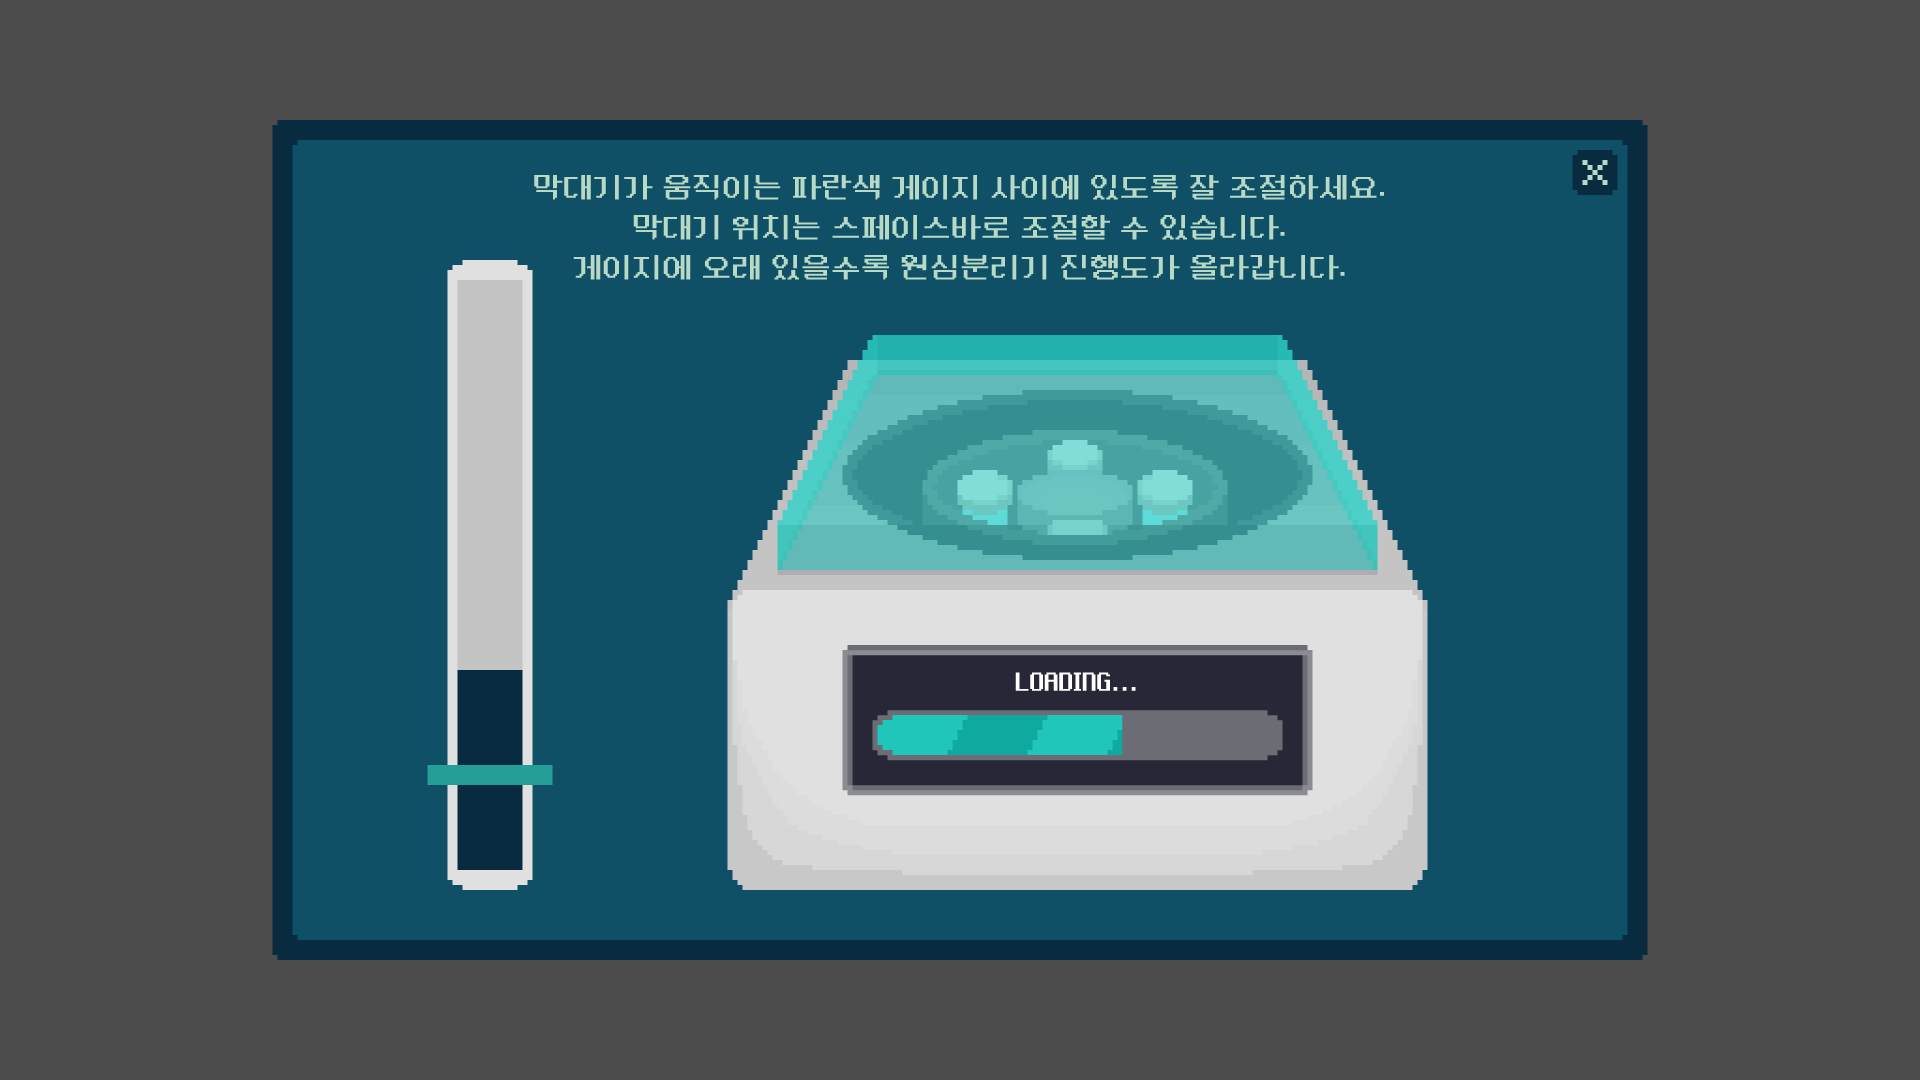 막대기가 움직이는 파란색 게이지 사이에 있도록 잘 조절하세요.
막대기 위치는 스페이스바로 조절할 수 있습니다.
게이지에 오래 있을수록 원심분리기 진행도가 올라갑니다.
X
LOADING...